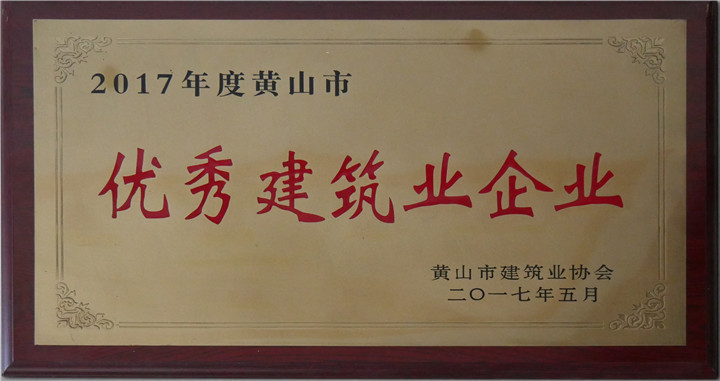 2017年度黄山市
优秀建筑业企业
黄山市建筑业协会
二〇一七年五月